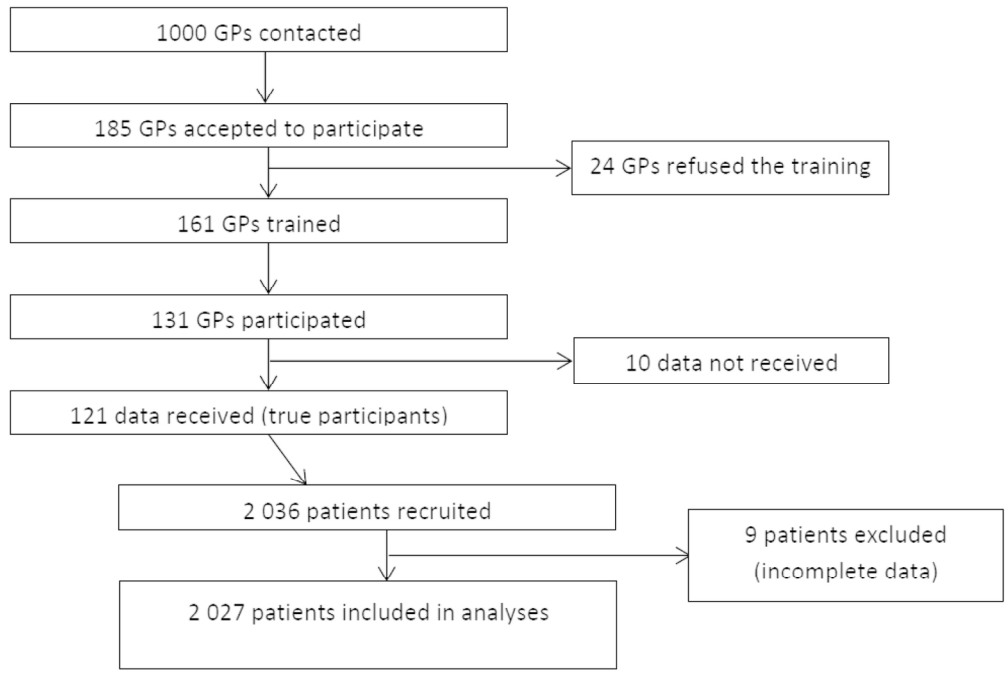 1000 GPs contacted
185 GPs accepted to participate
24 GPs refused the training
161 GPs trained
131 GPs participated
10 data not received
121 data received (true participants)
2 036 patients recruited
9 patients excluded
(incomplete data)
2 027 patients included in analyses